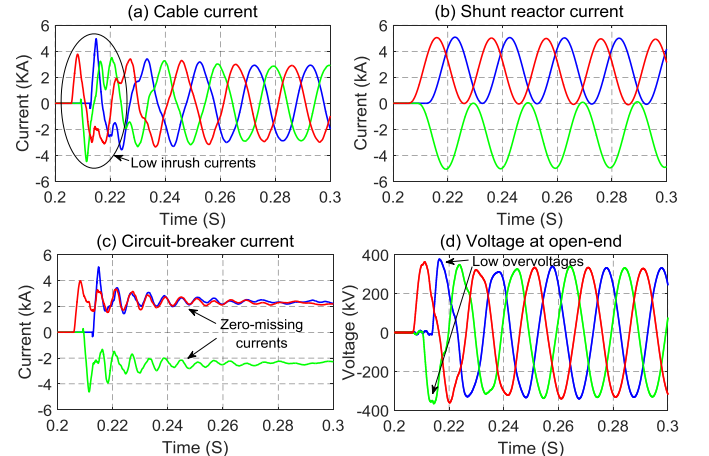 (a) Cable current
6
4
2
0
-2
-4
-6
Current (KA)
Low inrush currents
0.2 0.22 0.24 0.26 0.28 0.3
Time (S)
(b) Shunt reactor current
6
4
2
0
-2
-4
-6
Current (kA)
0.2 0.22 0.24 0.26 0.28 0.3
Time (S)
(c) Circuit-breaker current
6
4
2
0
-2
-4
-6
Current (kA)
Zero-missing
currents
0.2 0.22 0.24 0.26 0.28 0.3
Time (S)
(d) Voltage at open-end
400
200
0
-200
-400
Voltage (kV)
Low overvoltages
0.2 0.22 0.24 0.26 0.28 0.3
Time (S)